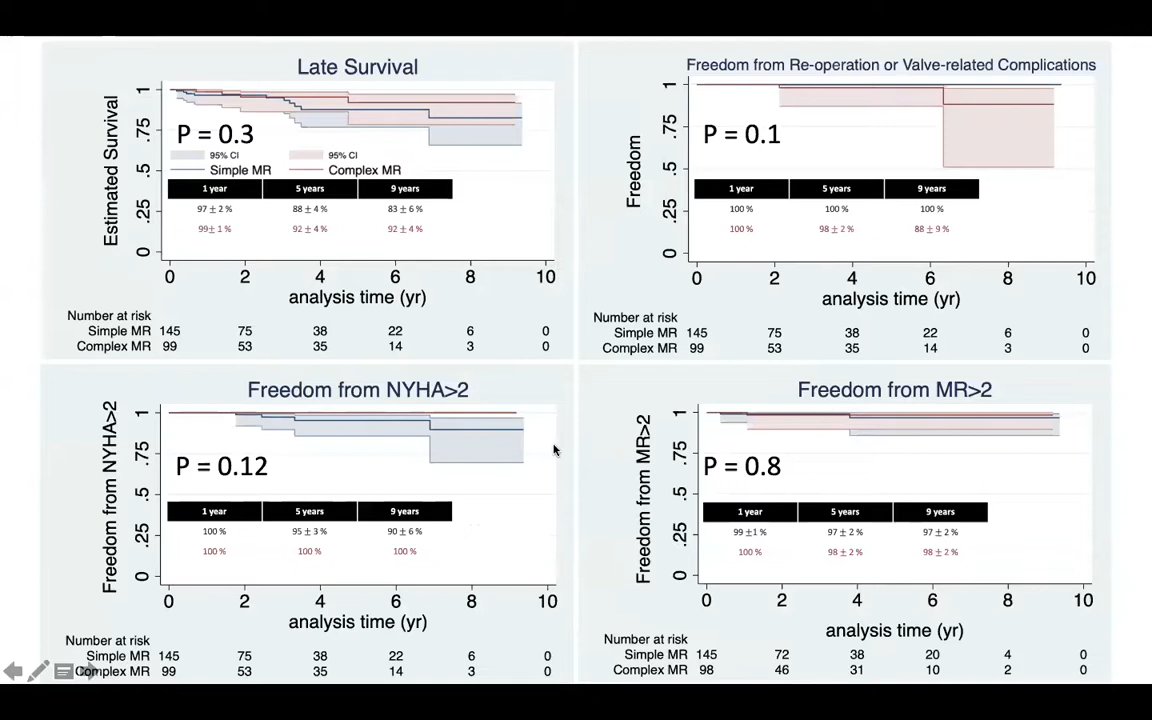 Late Survival
Estimated Survival
1
.75
.5
.25
0
P = 0.3
95% CI 95% CI
Simple MR Complex MR
1 year 5 years 9 years
97 ± 2 % 88 ± 4 % 83 ± 6 %
99± 1 % 92 ± 4 % 92 ± 4 %
0 2 4 6 8 10
analysis time (yr)
Number at risk
Simple MR 145 75 38 22 6 0
Complex MR 99 53 35 14 3 0
Freedom from Re-operation or Valve-related Complications
Freedom
1
.75
.5
.25
0
P = 0.1
1 year 5 years 9 years
100 % 100 % 100 %
100 % 98 ± 2 % 88 ± 9 %
0 2 4 6 8 10
analysis time (yr)
Number at risk
Simple MR 145 75 38 22 6 0
Complex MR 99 53 35 14 3 0
Freedom from NYHA>2
Freedom from NYHA>2
1
.75
.5
.25
0
P = 0.12
1 year 5 years 9 years
100 % 95 ± 3 % 90 ± 6 %
100 % 100 % 100 %
0 2 4 6 8 10
analysis time (yr)
Number at risk
Simple MR 145 75 38 22 6 0
Complex MR 99 53 35 14 3 0
Freedom from MR>2
Freedom from MR>2
1
.75
.5
.25
0
P = 0.8
1 year 5 years 9 years
99 ±1 % 97 ± 2 % 97 ± 2 %
100 % 98 ± 2 % 98 ± 2 %
0 2 4 6 8 10
analysis time (yr)
Number at risk
Simple MR 145 72 38 20 4 0
Complex MR 98 46 31 10 2 0